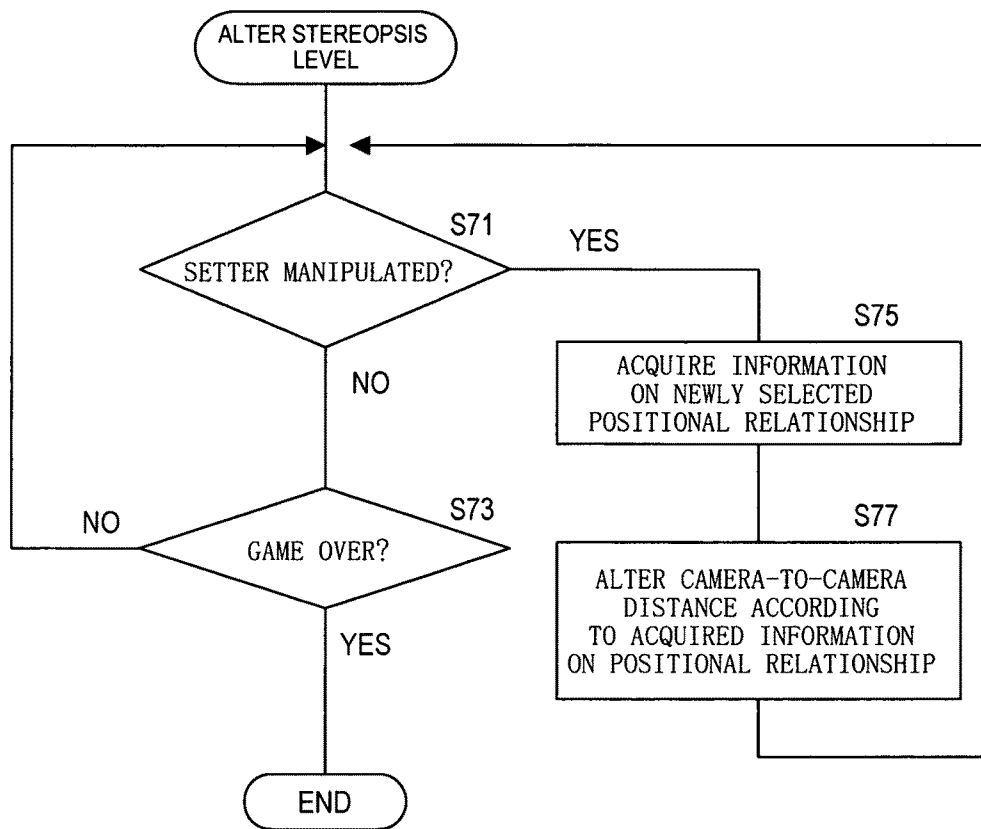 ALTER STEREOPSIS
LEVEL
S71
SETTER MANIPULATED?
YES
NO
S75
ACQUIRE INFORMATION
ON NEWLY SELECTED
POSITIONAL RELATIONSHIP
S73
GAME OVER?
NO
YES
S77
ALTER CAMERA-TO-CAMERA
DISTANCE ACCORDING
TO ACQUIRED INFORMATION
ON POSITIONAL RELATIONSHIP
END